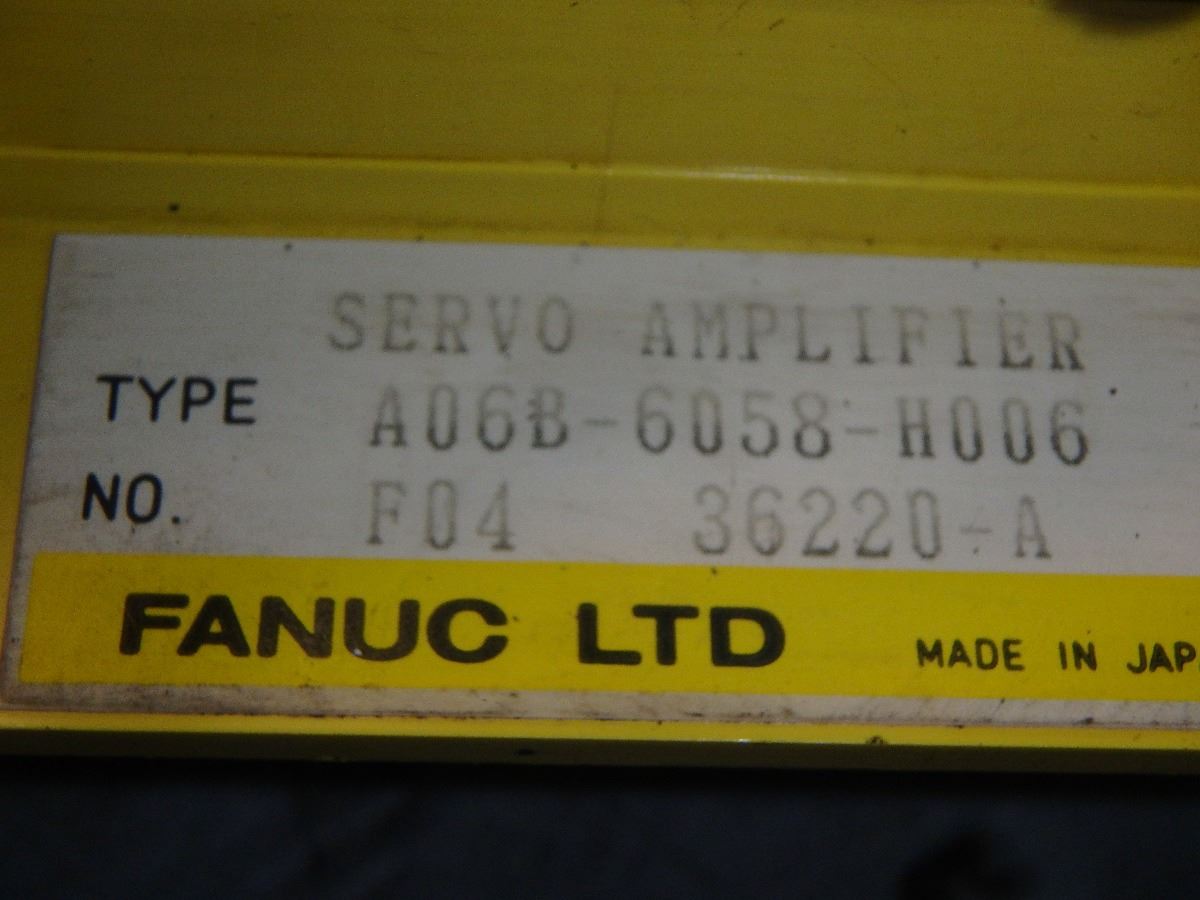 SERVO AMPLIFIER
TYPE A06B-6058-H006
NO. F04 36220-A
FANUC LTD MADE IN JAP